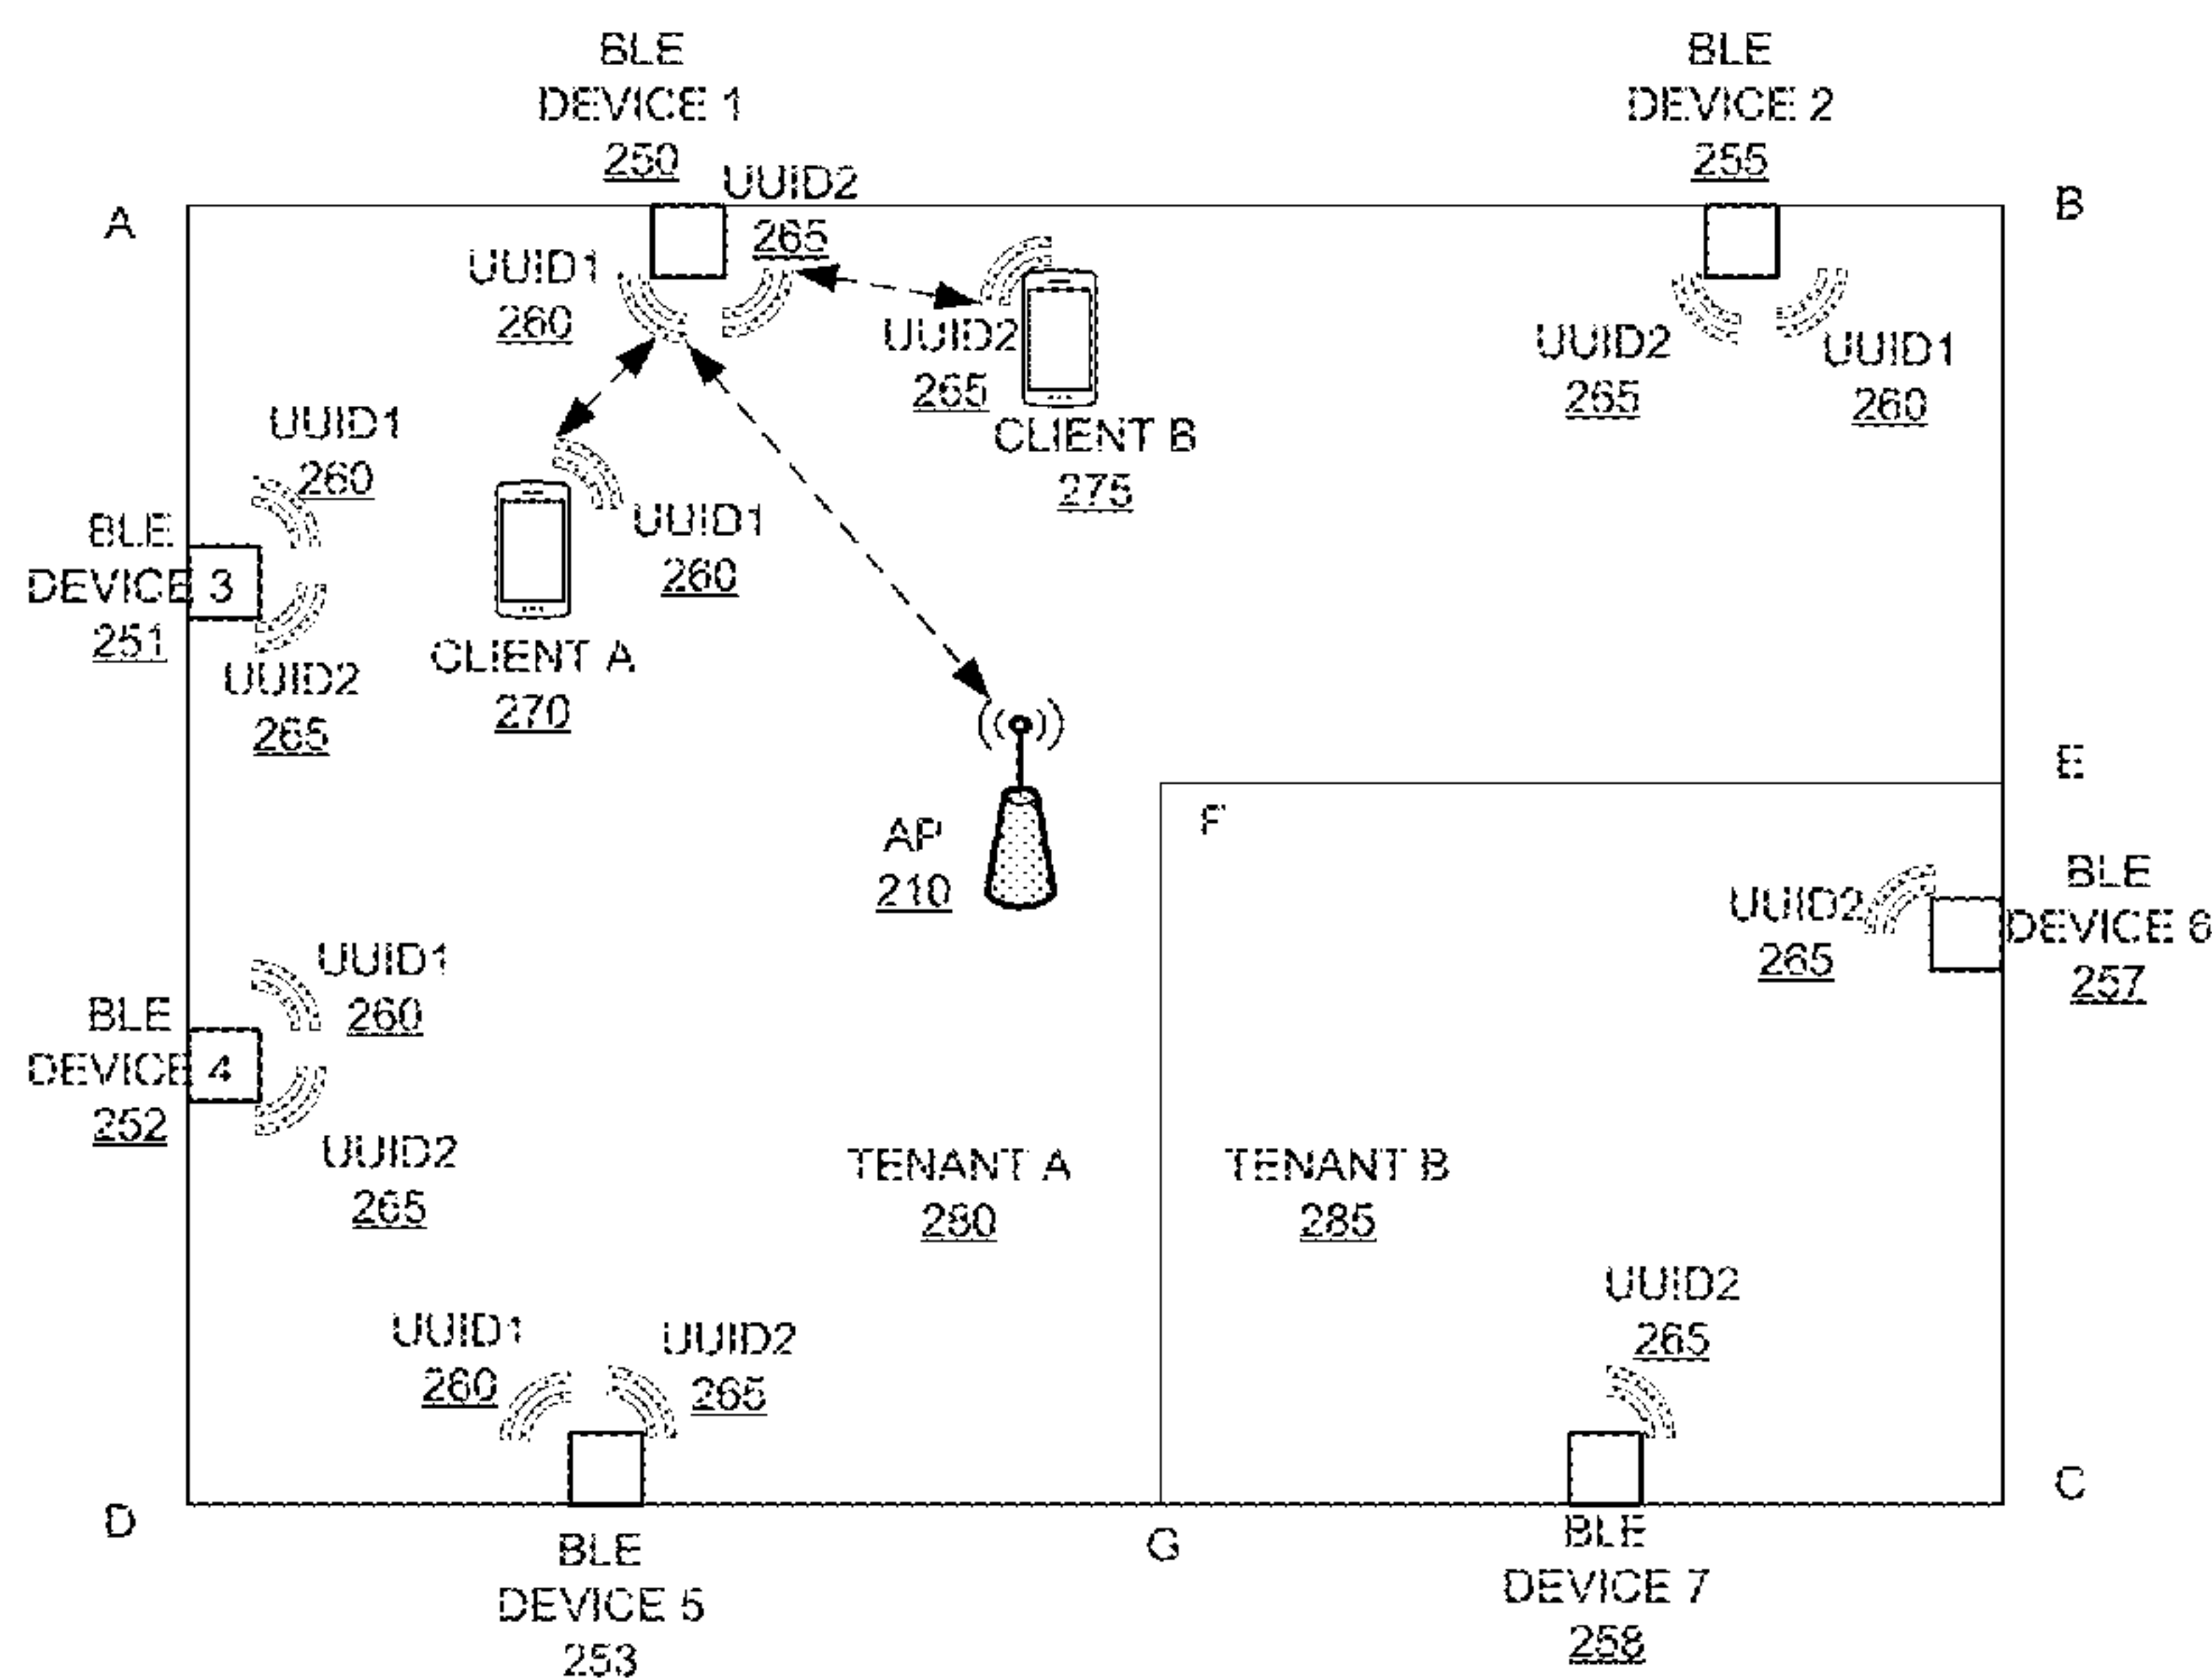 BLE
DEVICE 1
250
BLE
DEVICE 2
255
A
B
UUID2
265
UUID1
260
UUID2
265
CLIENT B
275
UUID2
265
UUID1
260
UUID1
260
BLE
DEVICE 3
251
UUID2
265
UUID1
260
CLIENT A
270
E
F
AP
210
UUID2
265
BLE
DEVICE 6
257
UUID1
260
BLE
DEVICE 4
252
UUID2
265
TENANT A
280
TENANT B
285
UUID1
260
UUID2
265
UUID2
265
D
G
C
BLE
DEVICE 5
253
BLE
DEVICE 7
258